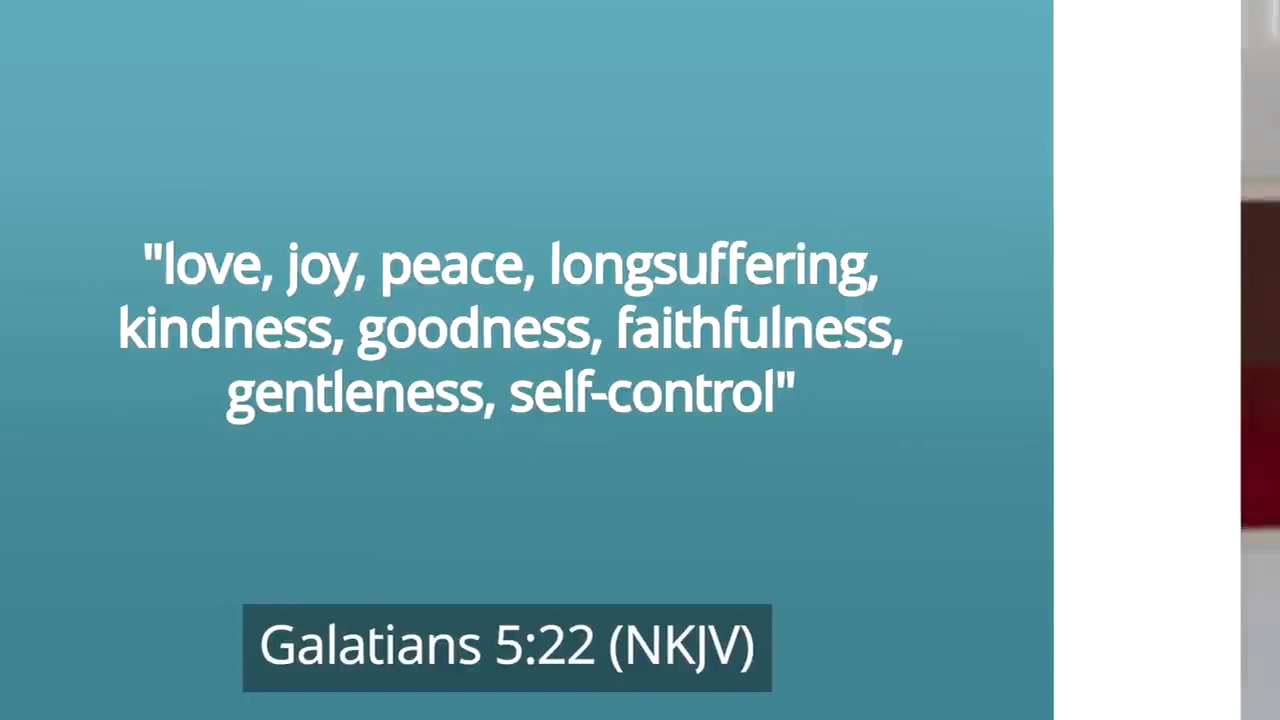 "love, joy, peace, longsuffering,
kindness, goodness, faithfulness,
gentleness, self-control"
Galatians 5:22 (NKJV)